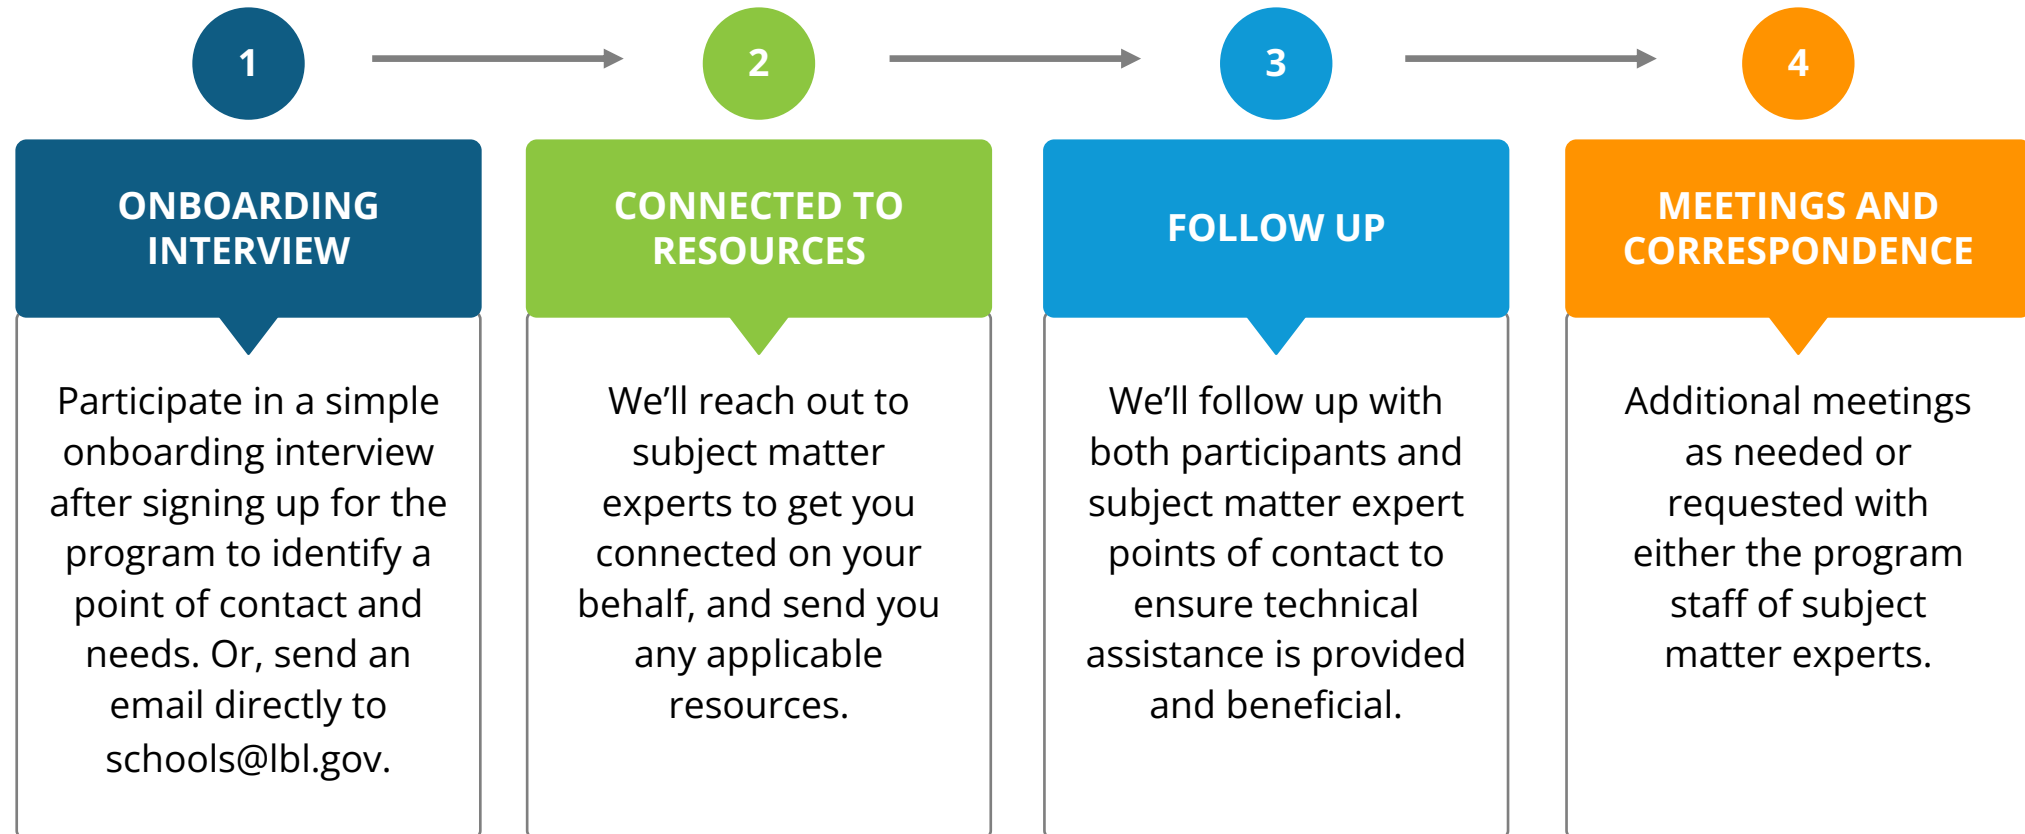 1
2
3
4
ONBOARDING
INTERVIEW
Participate in a simple
onboarding interview
after signing up for the
program to identify a
point of contact and
needs. Or, send an
email directly to
schools@lbl.gov.
CONNECTED TO
RESOURCES
We’ll reach out to
subject matter
experts to get you
connected on your
behalf, and send you
any applicable
resources.
FOLLOW UP
We’ll follow up with
both participants and
subject matter expert
points of contact to
ensure technical
assistance is provided
and beneficial.
MEETINGS AND
CORRESPONDENCE
Additional meetings
as needed or
requested with
either the program
staff of subject
matter experts.